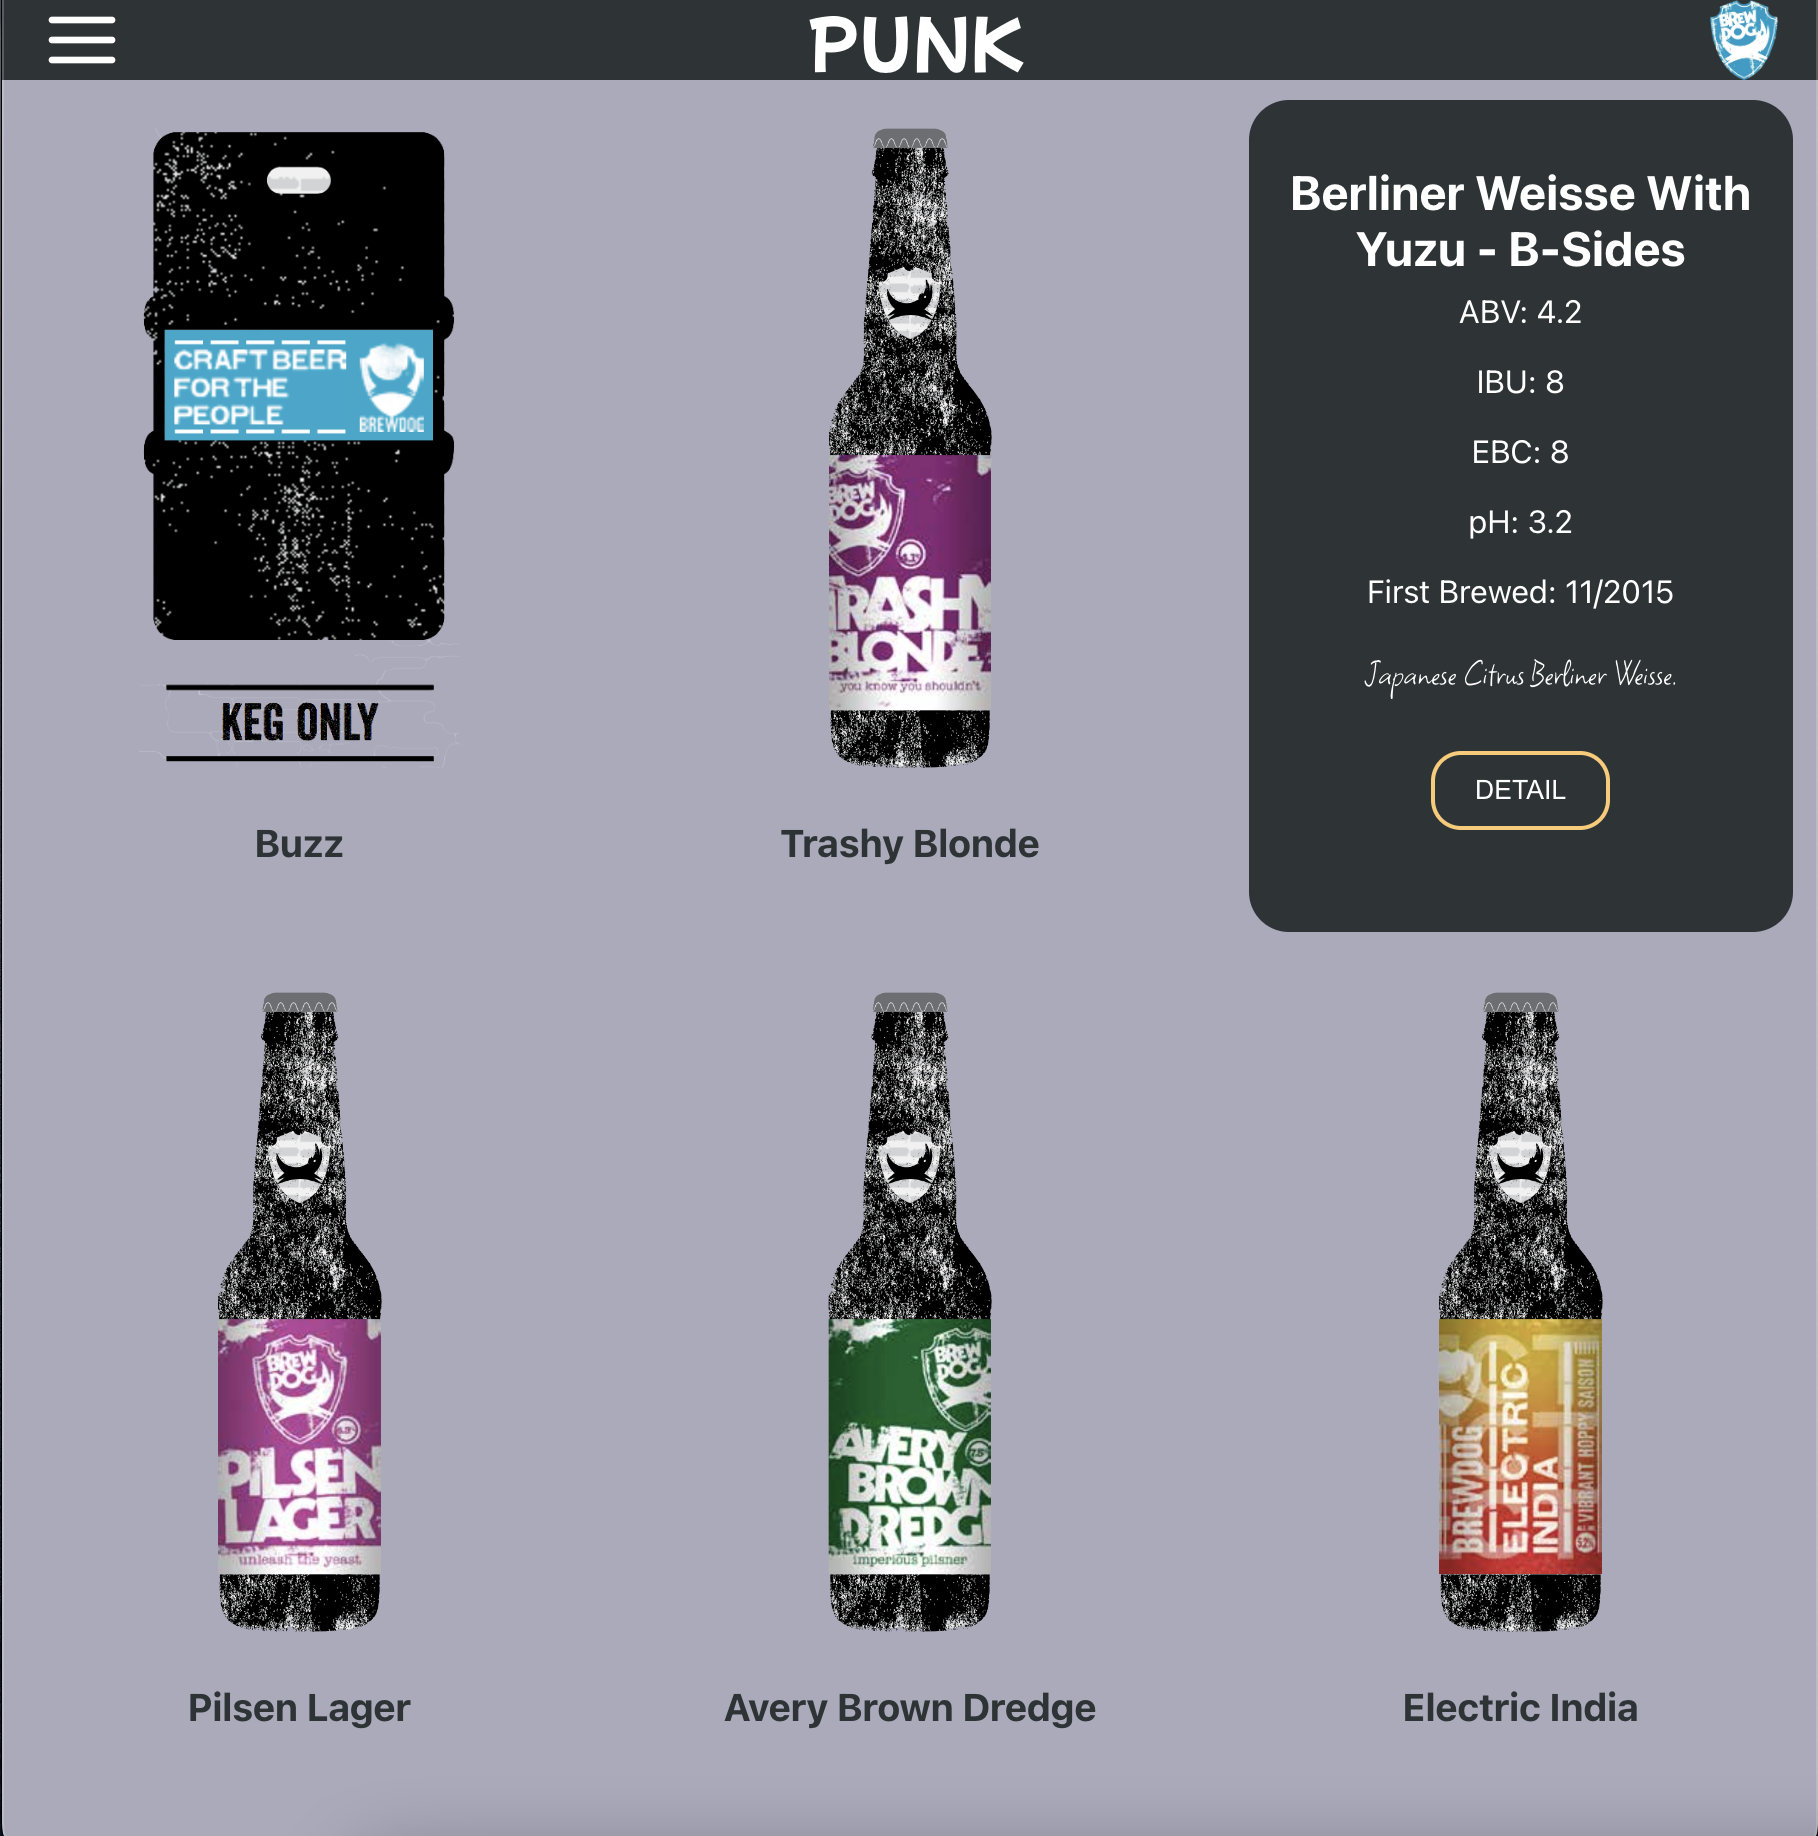 PUNK
BREW
DOG
CRAFT BEER
FOR THE
PEOPLE
BREWDOG
KEG ONLY
Buzz
BREW
DOG
TRASHY
BLONDE
you know you shouldn't
Trashy Blonde
Berliner Weisse With
Yuzu - B-Sides
ABV: 4.2
IBU: 8
EBC: 8
pH: 3.2
First Brewed: 11/2015
Japanese Citrus Berliner Weisse.
DETAIL
BREW
DOG
PILSEN
LAGER
unleash the yeast
Pilsen Lager
BREW
DOG
AVERY
BROWN
DREDGE
imperious pilsner
Avery Brown Dredge
BREWDOG
ELECTRIC
INDIA
VIBRANT HOPPY SAISON
Electric India